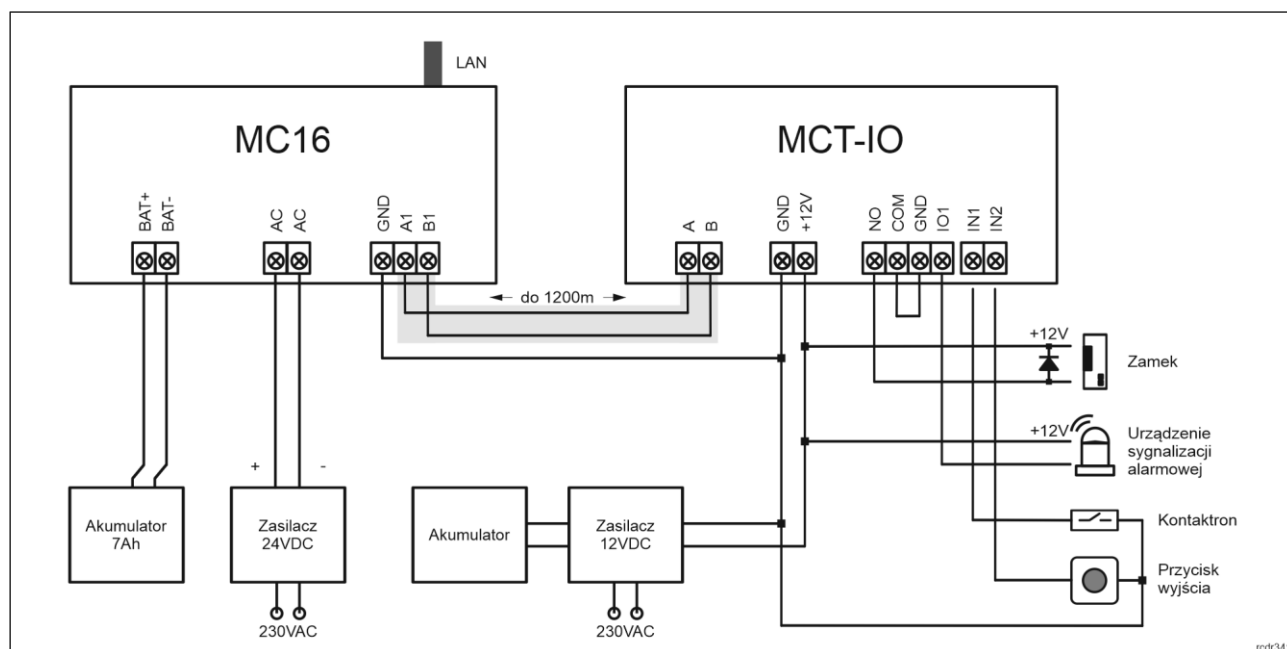 LAN
MC16
MCT-IO
BAT+
BAT-
AC
AC
GND
A1
B1
A
B
GND
+12V
NO
COM
GND
IO1
IN1
IN2
do 1200m
+12V
Zamek
+12V
Urządzenie
sygnalizacji
alarmowej
+
-
Akumulator
7Ah
Zasilacz
24VDC
Akumulator
Zasilacz
12VDC
Kontaktron
Przycisk
wyjścia
230VAC
230VAC